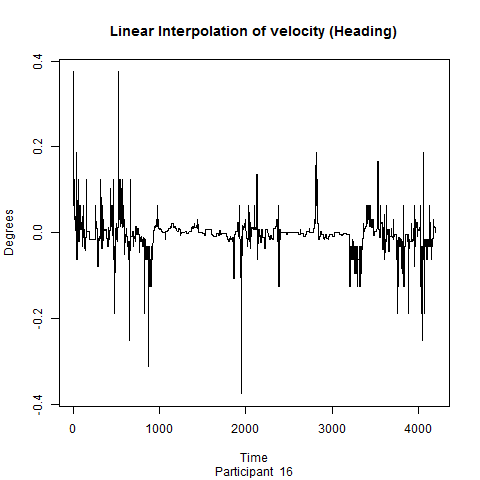 Linear Interpolation of velocity (Heading)
Degrees
0.4
0.2
0.0
-0.2
-0.4
0 1000 2000 3000 4000
Time
Participant 16